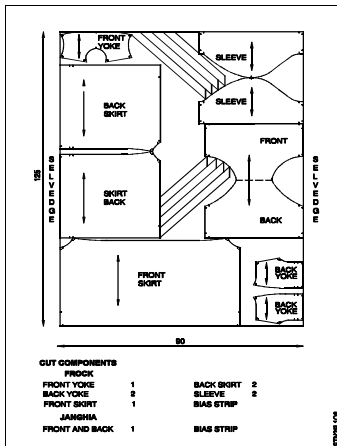 FRONT
YOKE
SLEEVE
SLEEVE
BACK
SKIRT
FRONT
SKIRT
BACK
BACK
FRONT
SKIRT
BACK
YOKE
BACK
YOKE
SELVEDGE
SELVEDGE
125
90
CUT COMPONENTS
FROCK
FRONT YOKE 1 BACK SKIRT 2
BACK YOKE 2 SLEEVE 2
FRONT SKIRT 1 BIAS STRIP
JANGHIA
FRONT AND BACK 1 BIAS STRIP